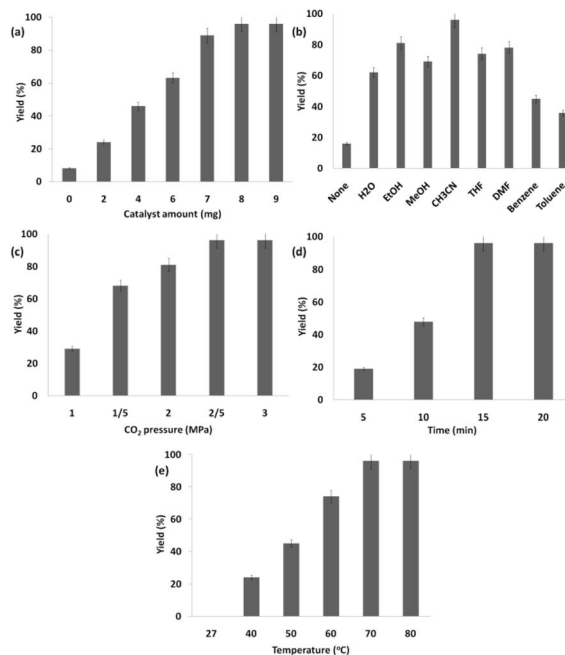 (a)
Yield (%)
100
80
60
40
20
0
0 2 4 6 7 8 9
Catalyst amount (mg)
(b)
Yield (%)
100
80
60
40
20
0
None H2O EtOH MeOH CH3CN THF DMF Benzene Toluene
(c)
Yield (%)
100
80
60
40
20
0
1 1/5 2 2/5 3
CO₂ pressure (MPa)
(d)
Yield (%)
100
80
60
40
20
0
5 10 15 20
Time (min)
(e)
Yield (%)
100
80
60
40
20
0
27 40 50 60 70 80
Temperature (°C)